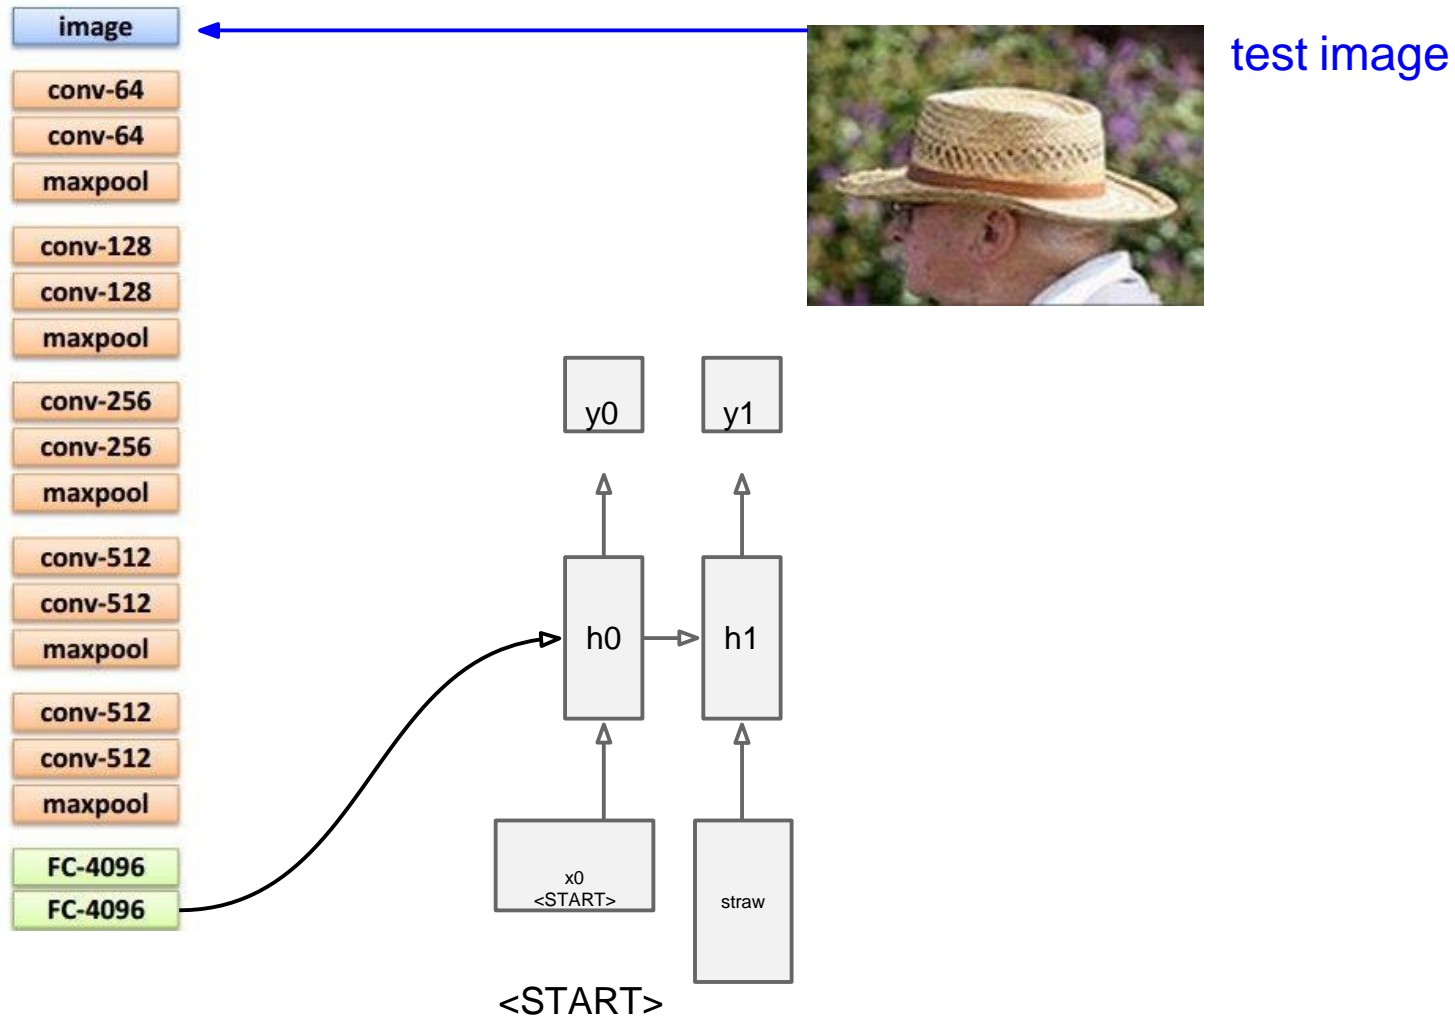 image
test image
conv-64
conv-64
maxpool
conv-128
conv-128
maxpool
conv-256
conv-256
maxpool
conv-512
conv-512
maxpool
conv-512
conv-512
maxpool
FC-4096
FC-4096
y0
y1
h0
h1
x0
<START>
straw
<START>